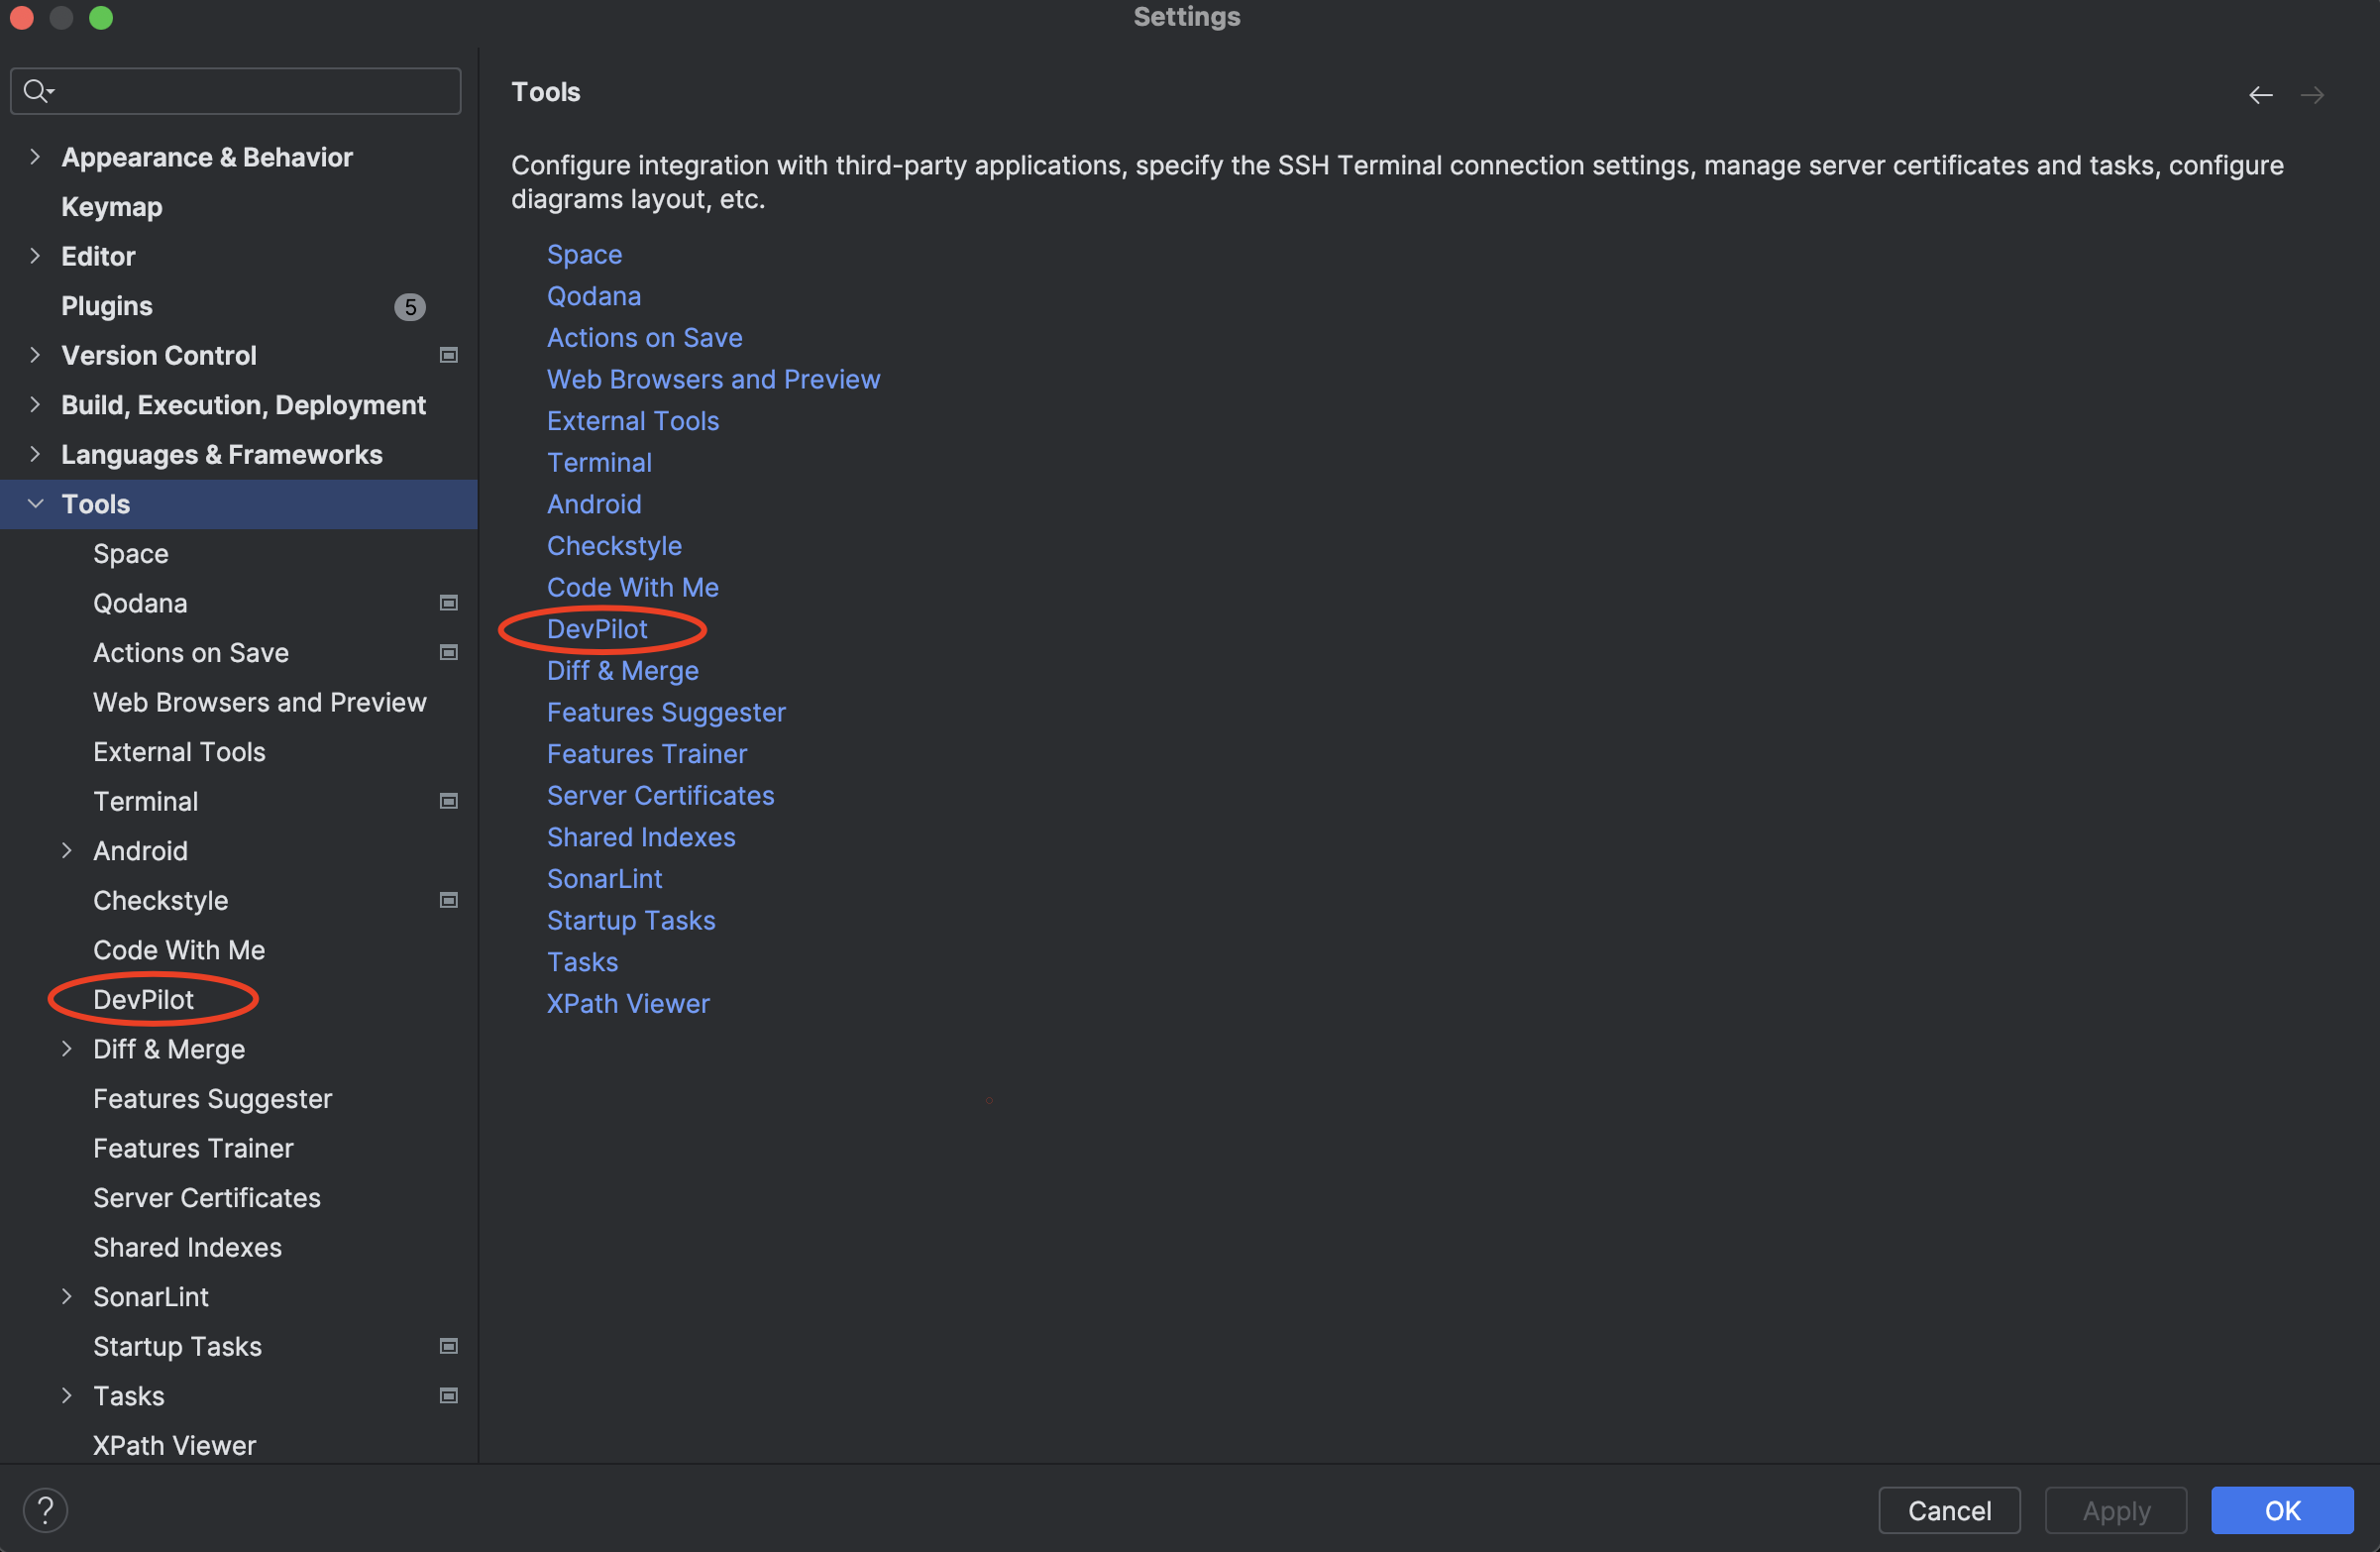 Settings
Appearance & Behavior
Keymap
Editor
Plugins 5
Version Control
Build, Execution, Deployment
Languages & Frameworks
Tools
Space
Qodana
Actions on Save
Web Browsers and Preview
External Tools
Terminal
Android
Checkstyle
Code With Me
DevPilot
Diff & Merge
Features Suggester
Features Trainer
Server Certificates
Shared Indexes
SonarLint
Startup Tasks
Tasks
XPath Viewer
Tools
Configure integration with third-party applications, specify the SSH Terminal connection settings, manage server certificates and tasks, configure
diagrams layout, etc.
Space
Qodana
Actions on Save
Web Browsers and Preview
External Tools
Terminal
Android
Checkstyle
Code With Me
DevPilot
Diff & Merge
Features Suggester
Features Trainer
Server Certificates
Shared Indexes
SonarLint
Startup Tasks
Tasks
XPath Viewer
?
Cancel
Apply
OK